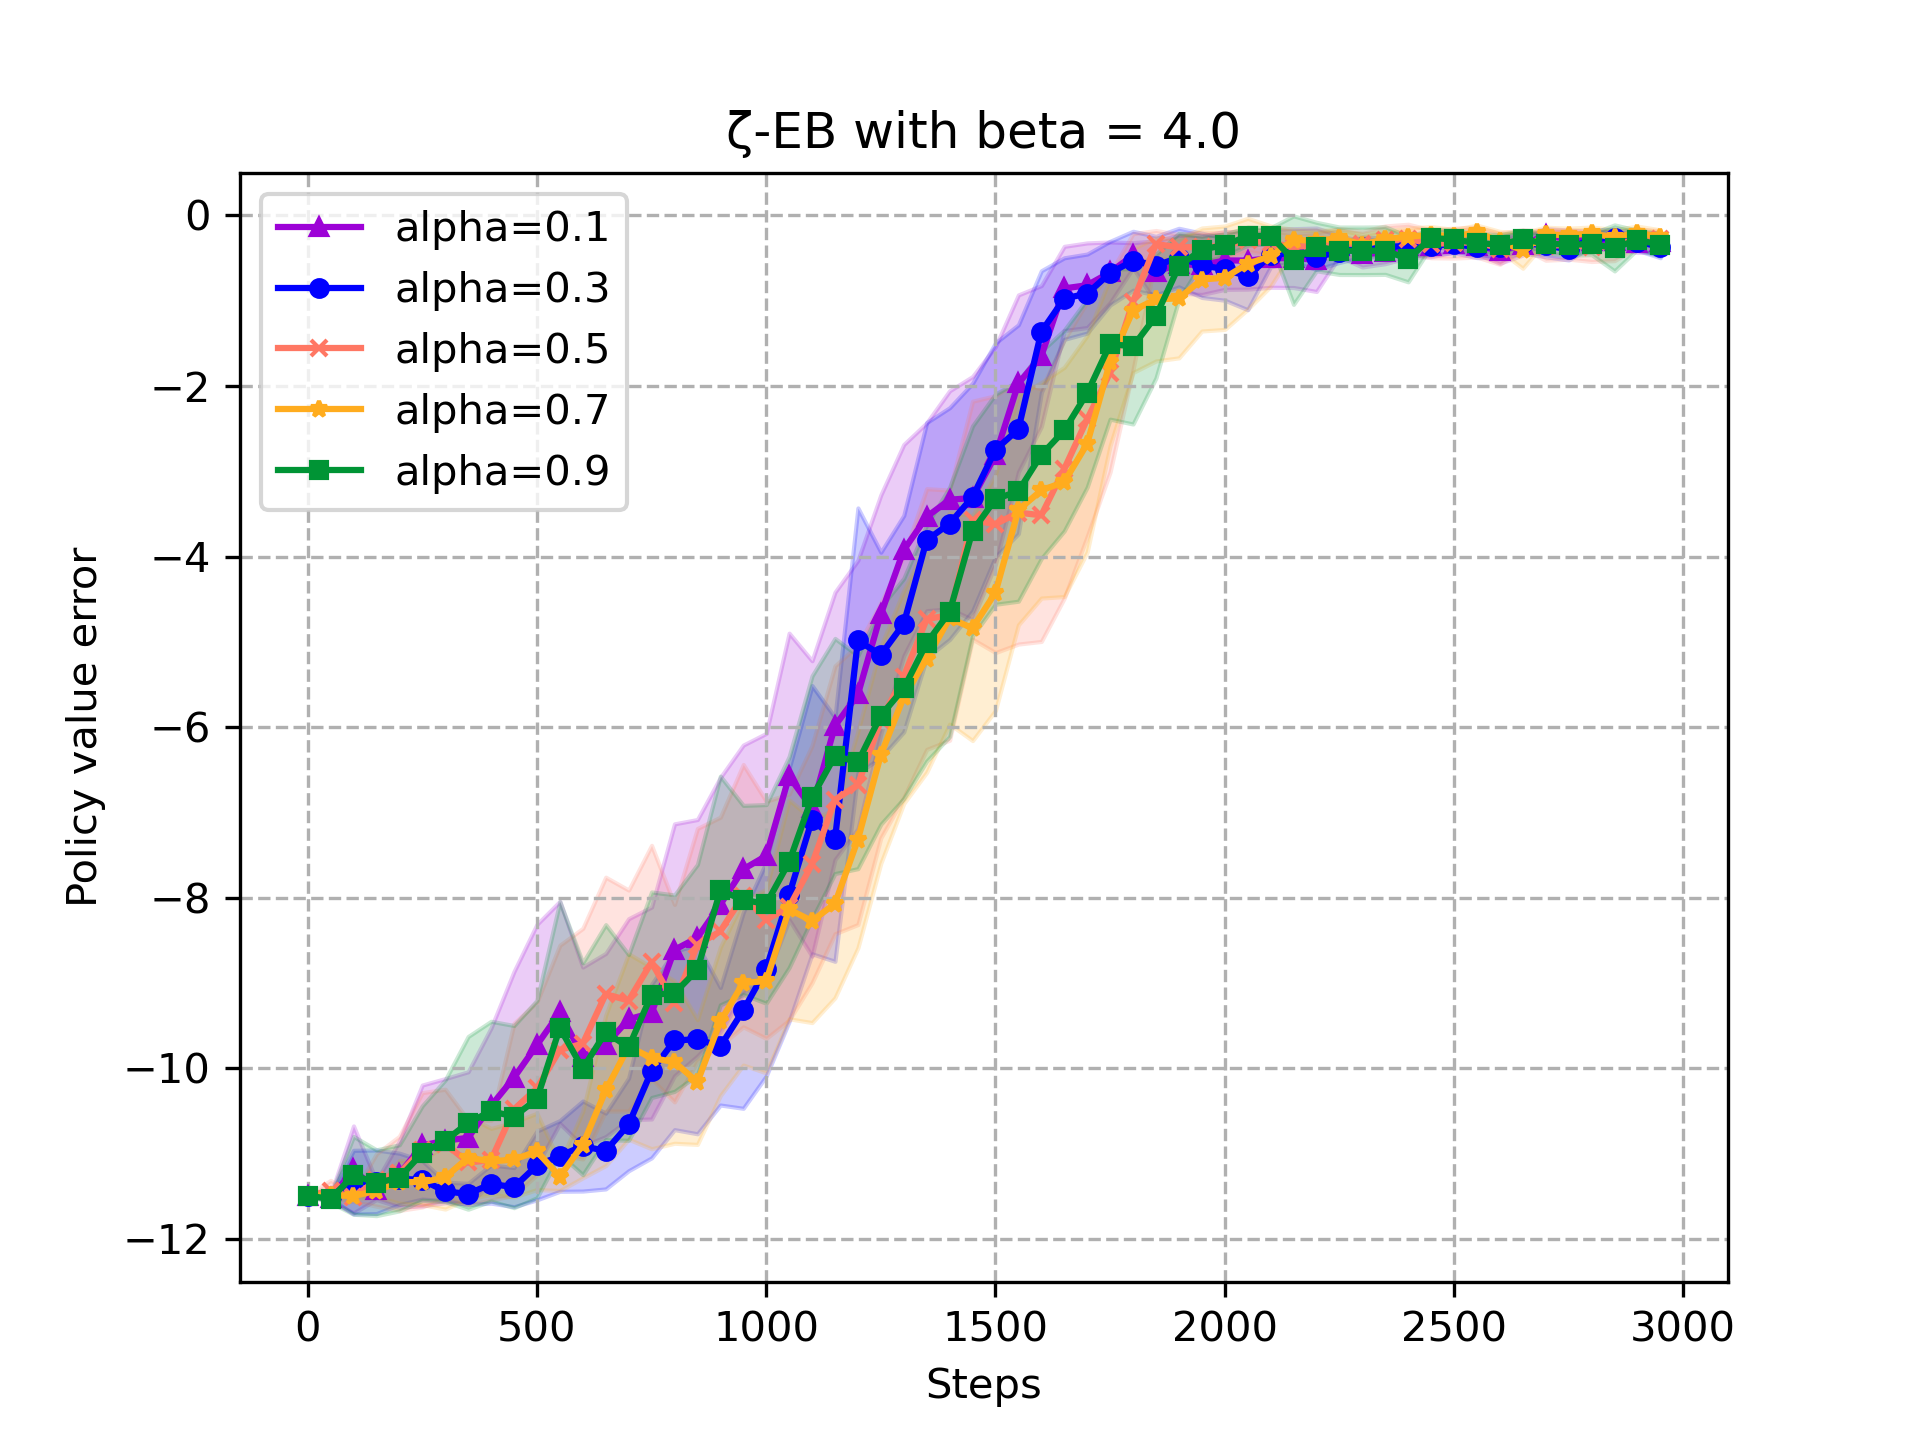 ζ-EB with beta = 4.0
alpha=0.1
alpha=0.3
alpha=0.5
alpha=0.7
alpha=0.9
Policy value error
0
−2
−4
−6
−8
−10
−12
0 500 1000 1500 2000 2500 3000
Steps